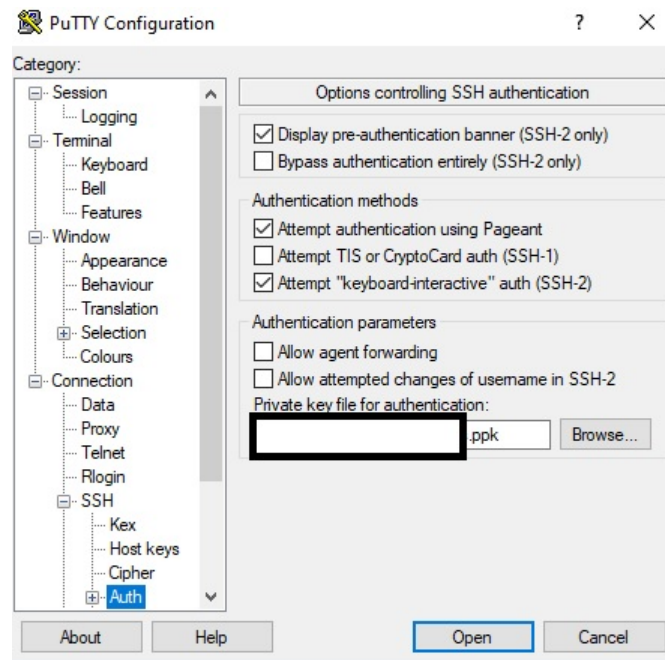 PuTTY Configuration
?
Category:
Session
Logging
Terminal
Keyboard
Bell
Features
Window
Appearance
Behaviour
Translation
Selection
Colours
Connection
Data
Proxy
Telnet
Rlogin
SSH
Kex
Host keys
Cipher
Auth
Options controlling SSH authentication
Display pre-authentication banner (SSH-2 only)
Bypass authentication entirely (SSH-2 only)
Authentication methods
Attempt authentication using Pageant
Attempt TIS or CryptoCard auth (SSH-1)
Attempt "keyboard-interactive" auth (SSH-2)
Authentication parameters
Allow agent forwarding
Allow attempted changes of username in SSH-2
Private key file for authentication:
.ppk
Browse...
About
Help
Open
Cancel